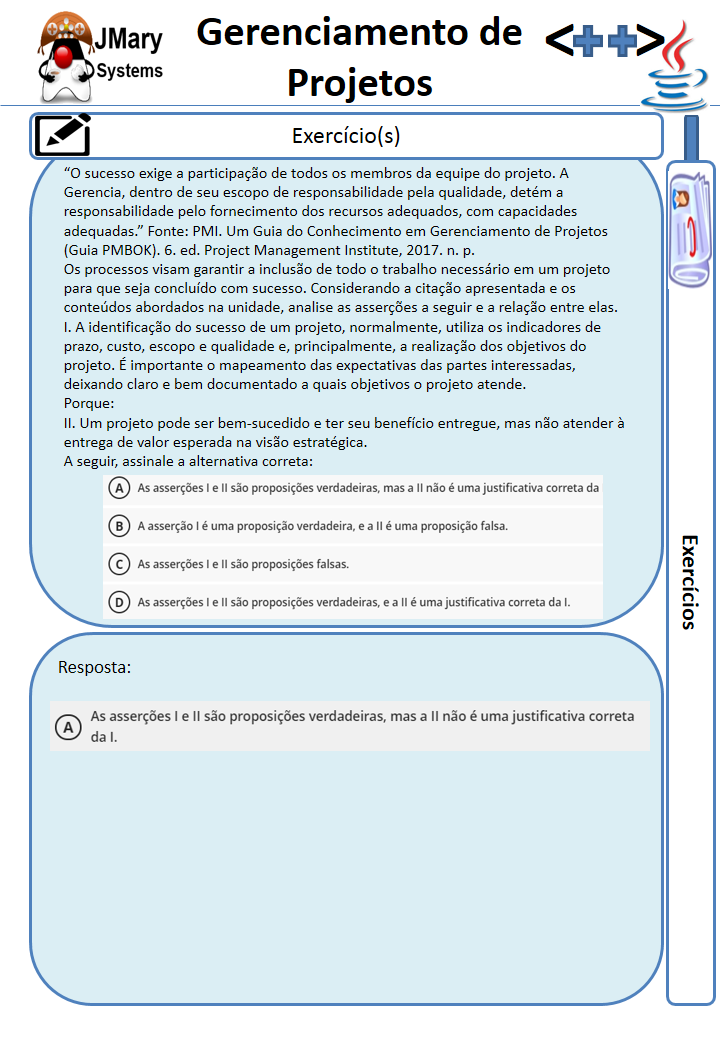 JMary
Systems
Gerenciamento de
Projetos
<++>
Exercício(s)
“O sucesso exige a participação de todos os membros da equipe do projeto. A
Gerencia, dentro de seu escopo de responsabilidade pela qualidade, detém a
responsabilidade pelo fornecimento dos recursos adequados, com capacidades
adequadas.” Fonte: PMI. Um Guia do Conhecimento em Gerenciamento de Projetos
(Guia PMBOK). 6. ed. Project Management Institute, 2017. n. p.
Os processos visam garantir a inclusão de todo o trabalho necessário em um projeto
para que seja concluído com sucesso. Considerando a citação apresentada e os
conteúdos abordados na unidade, analise as asserções a seguir e a relação entre elas.
I. A identificação do sucesso de um projeto, normalmente, utiliza os indicadores de
prazo, custo, escopo e qualidade e, principalmente, a realização dos objetivos do
projeto. É importante o mapeamento das expectativas das partes interessadas,
deixando claro e bem documentado a quais objetivos o projeto atende.
Porque:
II. Um projeto pode ser bem-sucedido e ter seu benefício entregue, mas não atender à
entrega de valor esperada na visão estratégica.
A seguir, assinale a alternativa correta:
A As asserções I e II são proposições verdadeiras, mas a II não é uma justificativa correta da
B A asserção I é uma proposição verdadeira, e a II é uma proposição falsa.
C As asserções I e II são proposições falsas.
D As asserções I e II são proposições verdadeiras, e a II é uma justificativa correta da I.
Exercícios
Resposta:
A As asserções I e II são proposições verdadeiras, mas a II não é uma justificativa correta
da I.